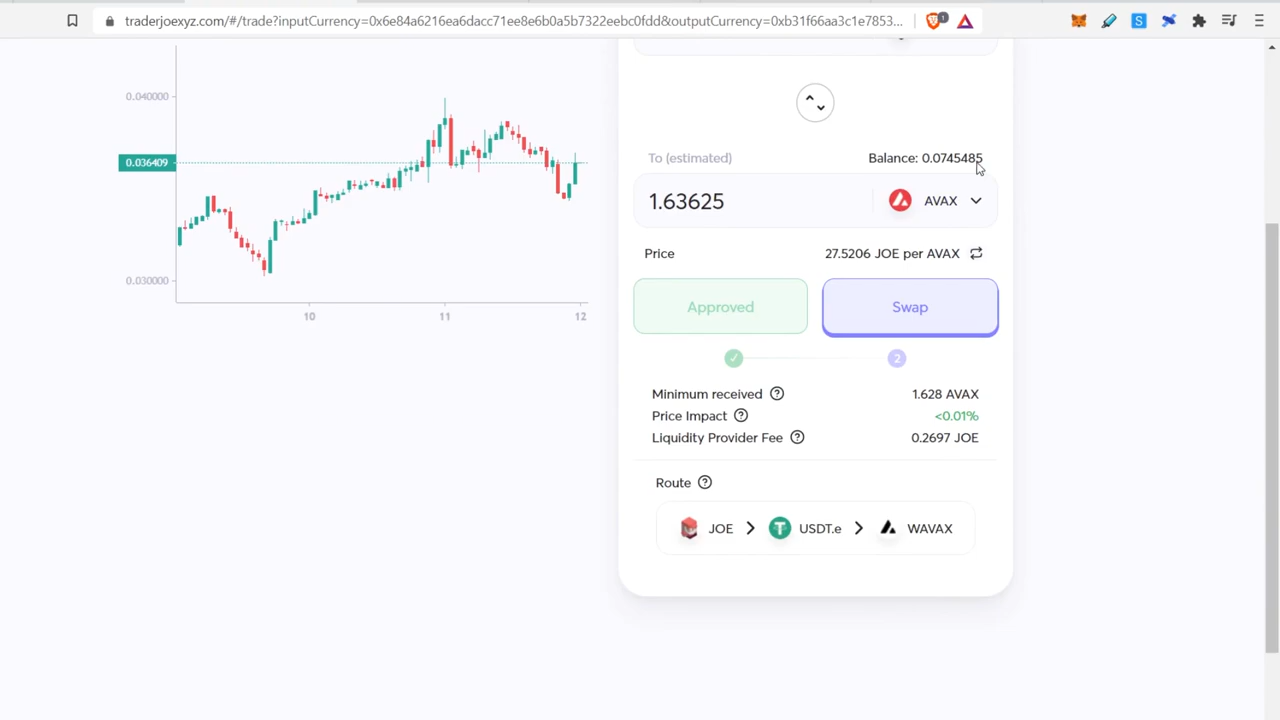 traderjoexyz.com/#/trade?inputCurrency=0x6e84a6216ea6dacc71ee8e6b0a5b7322eebc0fdd&outputCurrency=0xb31f66aa3c1e7853...
1
S
0.040000
To (estimated)
Balance: 0.0745485
0.036409
1.63625
AVAX
Price
27.5206 JOE per AVAX
0.030000
Approved
Swap
10
11
12
2
Minimum received ?
1.628 AVAX
Price Impact ?
<0.01%
Liquidity Provider Fee ?
0.2697 JOE
Route ?
JOE > USDT.e > WAVAX